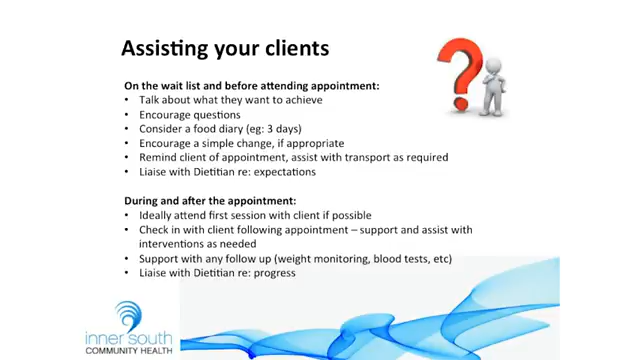 Assisting your clients
On the wait list and before attending appointment:
• Talk about what they want to achieve
• Encourage questions
• Consider a food diary (eg: 3 days)
• Encourage a simple change, if appropriate
• Remind client of appointment, assist with transport as required
• Liaise with Dietitian re: expectations
During and after the appointment:
• Ideally attend first session with client if possible
• Check in with client following appointment – support and assist with
interventions as needed
• Support with any follow up (weight monitoring, blood tests, etc)
• Liaise with Dietitian re: progress
inner south
COMMUNITY HEALTH